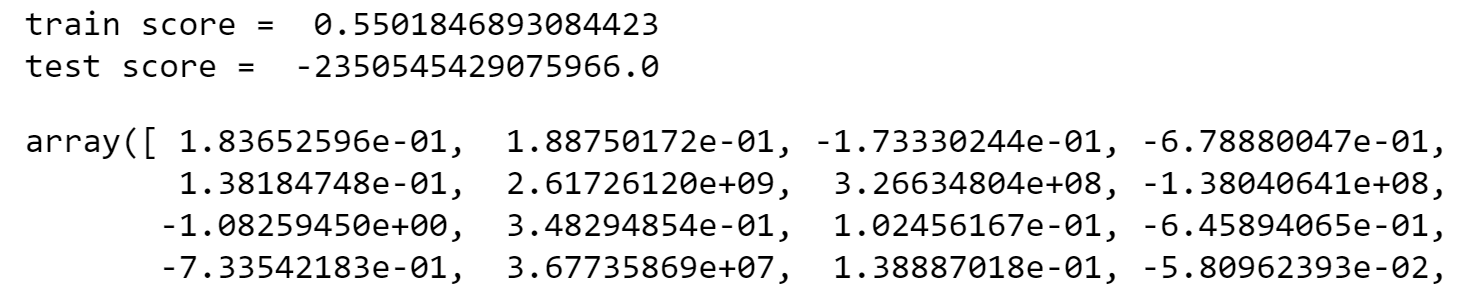 train score =  0.5501846893084423
test score =  -2350545429075966.0
array([ 1.83652596e-01,  1.88750172e-01, -1.73330244e-01, -6.78880047e-01,
1.38184748e-01,  2.61726120e+09,  3.26634804e+08, -1.38040641e+08,
-1.08259450e+00,  3.48294854e-01,  1.02456167e-01, -6.45894065e-01,
-7.33542183e-01,  3.67735869e+07,  1.38887018e-01, -5.80962393e-02,